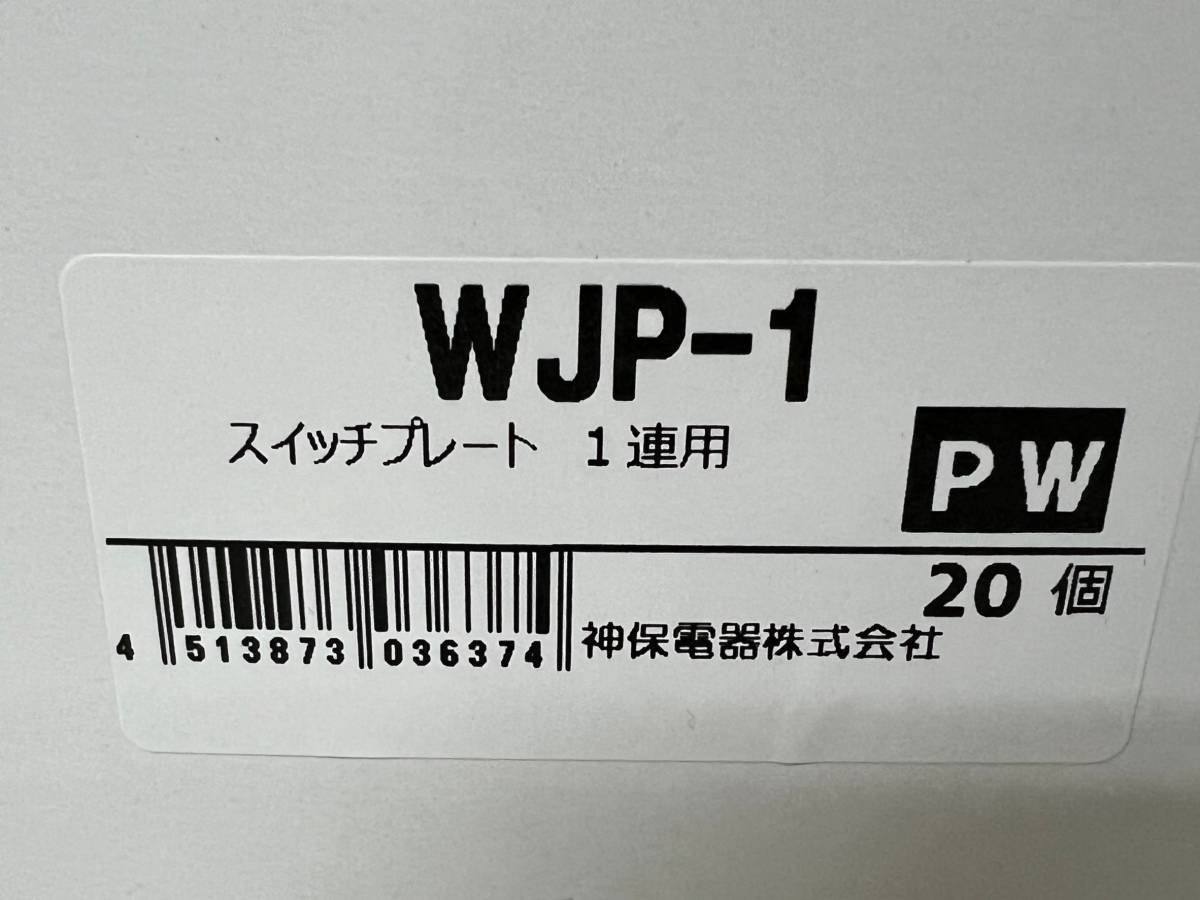 WJP-1
スイッチプレート　1連用
PW
20 個
4 513873 036374
神保電器株式会社